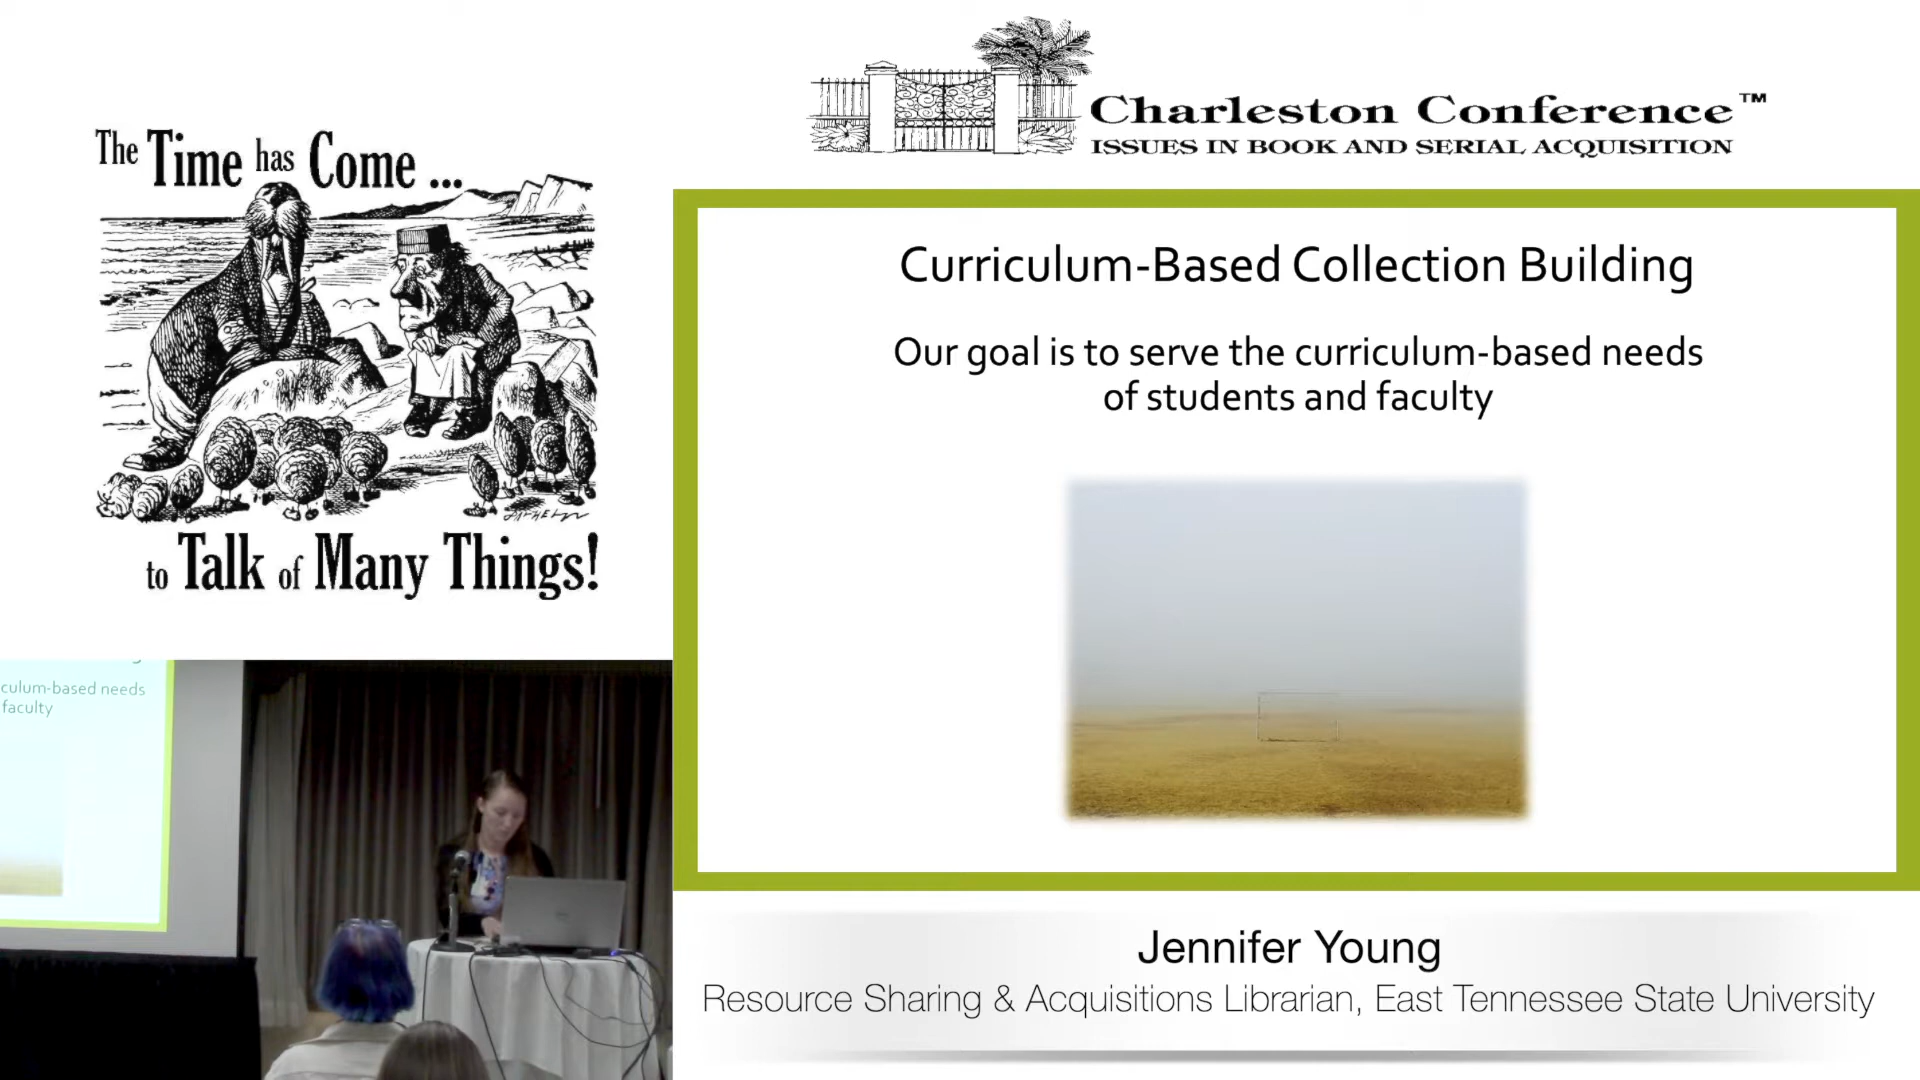 The Time has Come ...
to Talk of Many Things!
Charleston Conference™
ISSUES IN BOOK AND SERIAL ACQUISITION
Curriculum-Based Collection Building
Our goal is to serve the curriculum-based needs
of students and faculty
culum-based needs
faculty
Jennifer Young
Resource Sharing & Acquisitions Librarian, East Tennessee State University